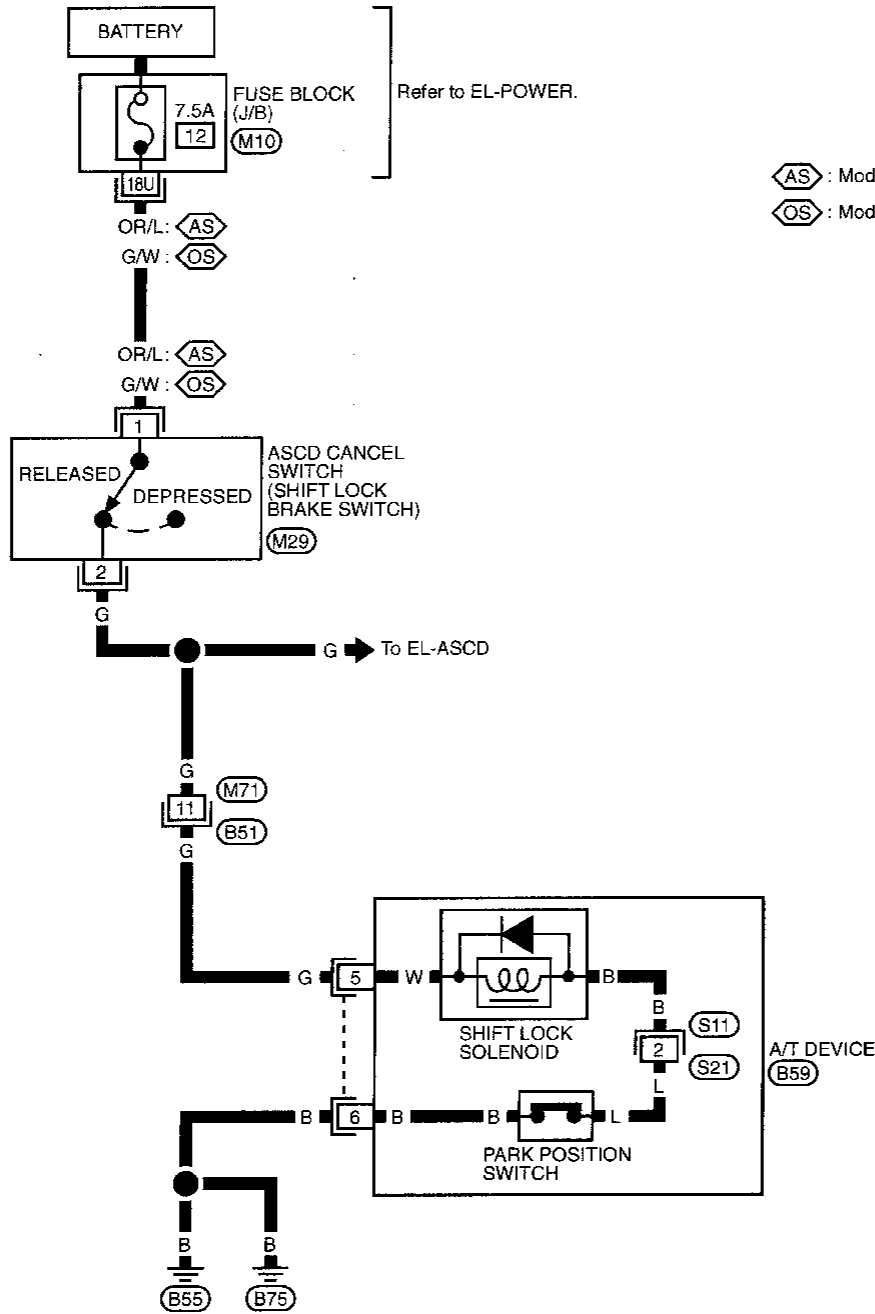 BATTERY
FUSE BLOCK
(J/B)
Refer to EL-POWER.
7.5A
12
M10
18U
AS : Mod
OS : Mod
OR/L: AS
G/W : OS
OR/L: AS
G/W : OS
1
ASCD CANCEL
SWITCH
(SHIFT LOCK
BRAKE SWITCH)
RELEASED
DEPRESSED
M29
2
G
G
To EL-ASCD
G
M71
11
B51
G
G
5
W
B
SHIFT LOCK
SOLENOID
B
S11
2
S21
A/T DEVICE
B59
L
B
6
B
B
L
PARK POSITION
SWITCH
B
B
B55
B75